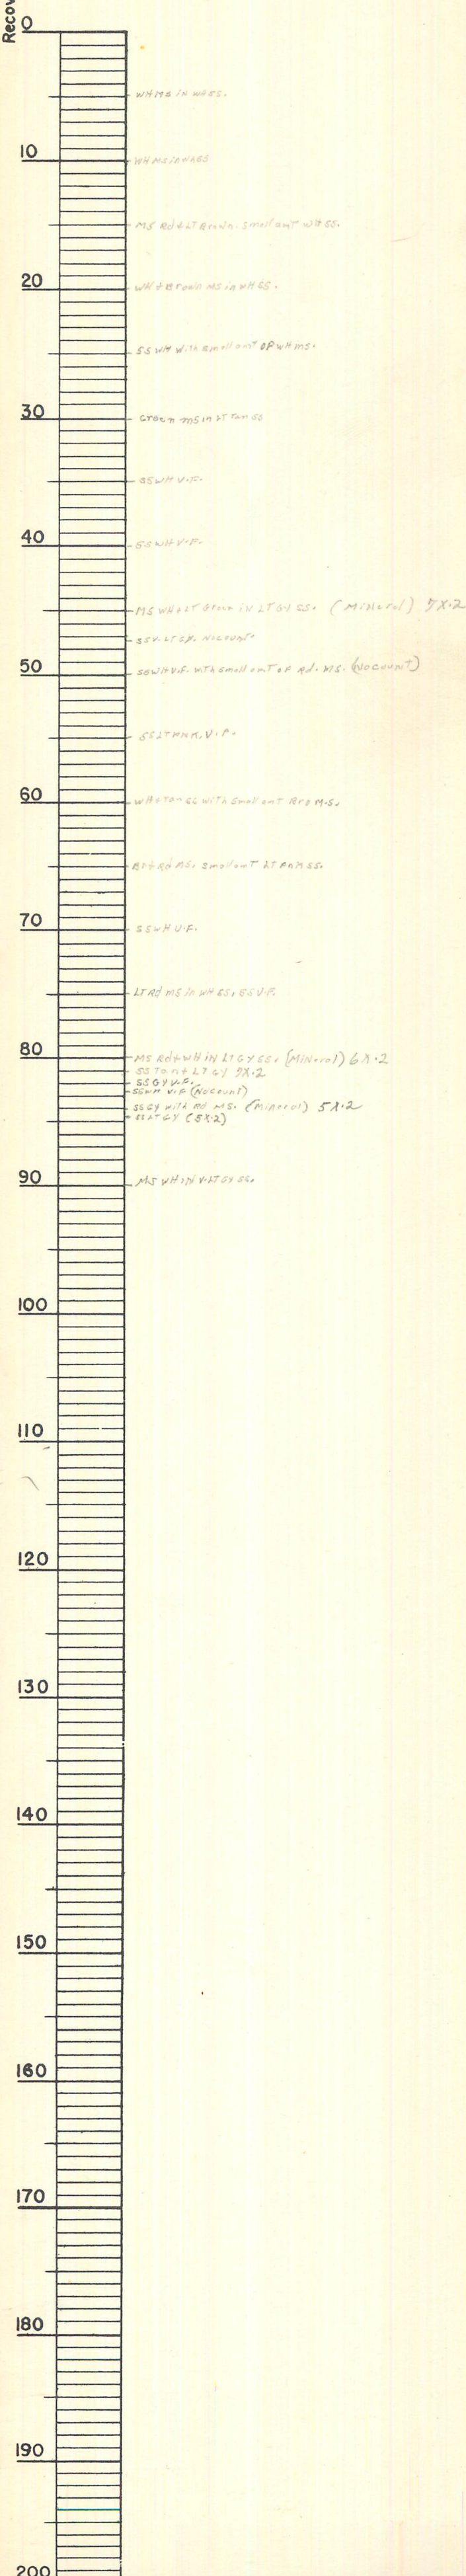 Recov
0
WH MS in WH SS.
10
WH MS in WH SS
MS Rd & LT Brown. small amt WH SS.
20
WH & Brown MS in WH SS.
SS WH with small amt OF WH MS.
30
Green MS in LT Tan SS
SS WH V.F.
40
SS WH V.F.
MS WH & LT Green iN LT GY SS. (MiNeral) 7X.2
SS V. LT GY. No Count.
50
SS WH V.F. with small amt OF Rd. MS. (No count)
SS LT V.F.
60
WH & Tan SS with small amt Bro M.S.
Rd MS. small amt LT SS.
70
SS WH V.F.
LT Rd MS in WH SS, SS V.F.
80
MS Rd & WH iN LT GY SS. (MiNeral) 6X.2
SS Tan & LT GY 9X.2
SS GY V.F.
SS WH V.F (No Count)
SS GY with Rd MS. (Mineral) 5X.2
SS LT GY (5X.2)
90
MS WH iN V. LT GY SS.
100
110
120
130
140
150
160
170
180
190
200